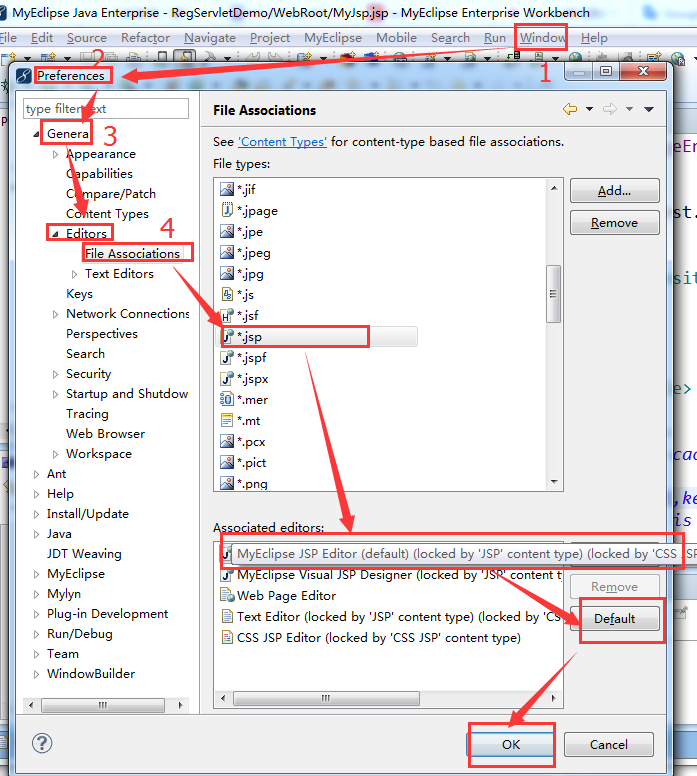 MyEclipse Java Enterprise - RegServletDemo/WebRoot/MyJsp.jsp - MyEclipse Enterprise Workbench
File Edit Source Refactor Navigate Project MyEclipse Mobile Search Run Window Help
Preferences
2
1
type filter text
File Associations
Genera
3
Appearance
Capabilities
Compare/Patch
Content Types
Editors
4
File Associations
Text Editors
Keys
Network Connections
Perspectives
Search
Security
Startup and Shutdow
Tracing
Web Browser
Workspace
Ant
Help
Install/Update
Java
JDT Weaving
MyEclipse
Mylyn
Plug-in Development
Run/Debug
Team
WindowBuilder
See 'Content Types' for content-type based file associations.
File types:
*.jif
*.jpage
*.jpe
*.jpeg
*.jpg
*.js
*.jsf
*.jsp
*.jspf
*.jspx
*.mer
*.mt
*.pcx
*.pict
*.png
Add...
Remove
Associated editors:
MyEclipse JSP Editor (default) (locked by 'JSP' content type) (locked by 'CSS JSP
MyEclipse Visual JSP Designer (locked by 'JSP' content t
Web Page Editor
Text Editor (locked by 'JSP' content type) (locked by 'CS
CSS JSP Editor (locked by 'CSS JSP' content type)
Remove
Default
OK
Cancel
eEn
st.
sit
e>
cac
,ke
is